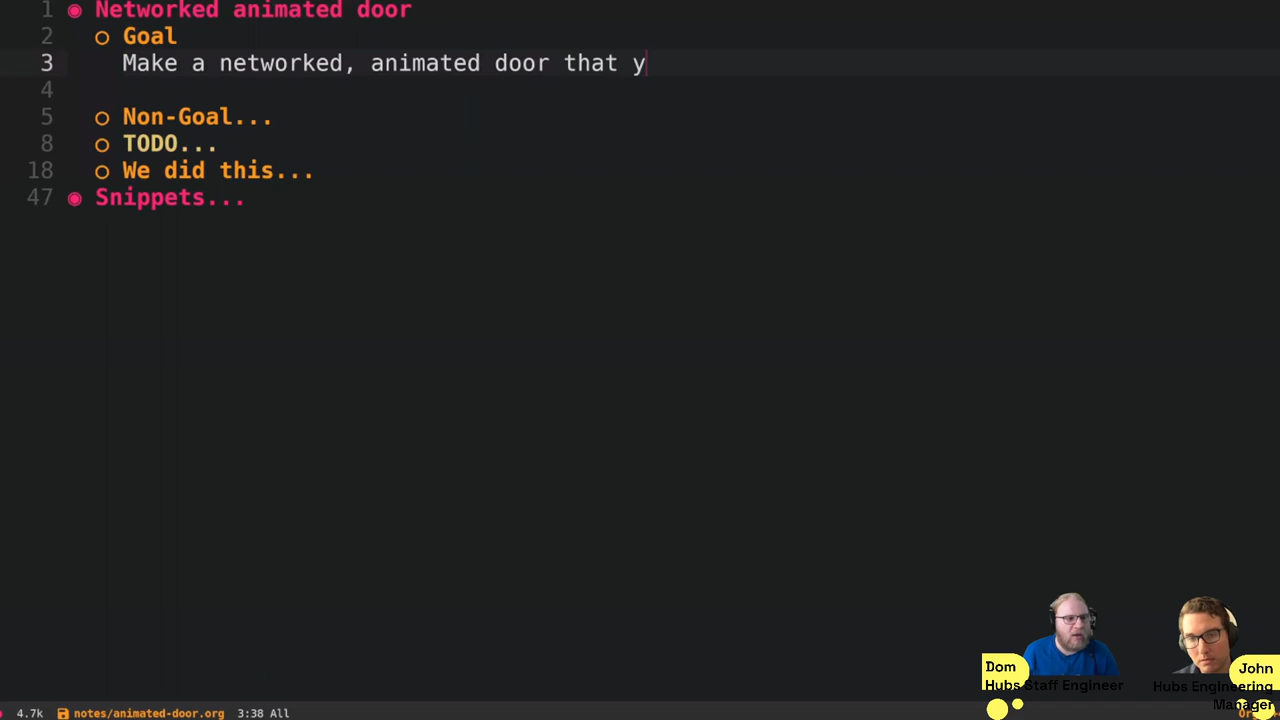 1 Networked animated door
2 Goal
3 Make a networked, animated door that y
4
5 Non-Goal...
8 TODO...
18 We did this...
47 Snippets...
Dom
Hubs Staff Engineer
John
Hubs Engineering
Manager
4.7k notes/animated-door.org 3:38 All